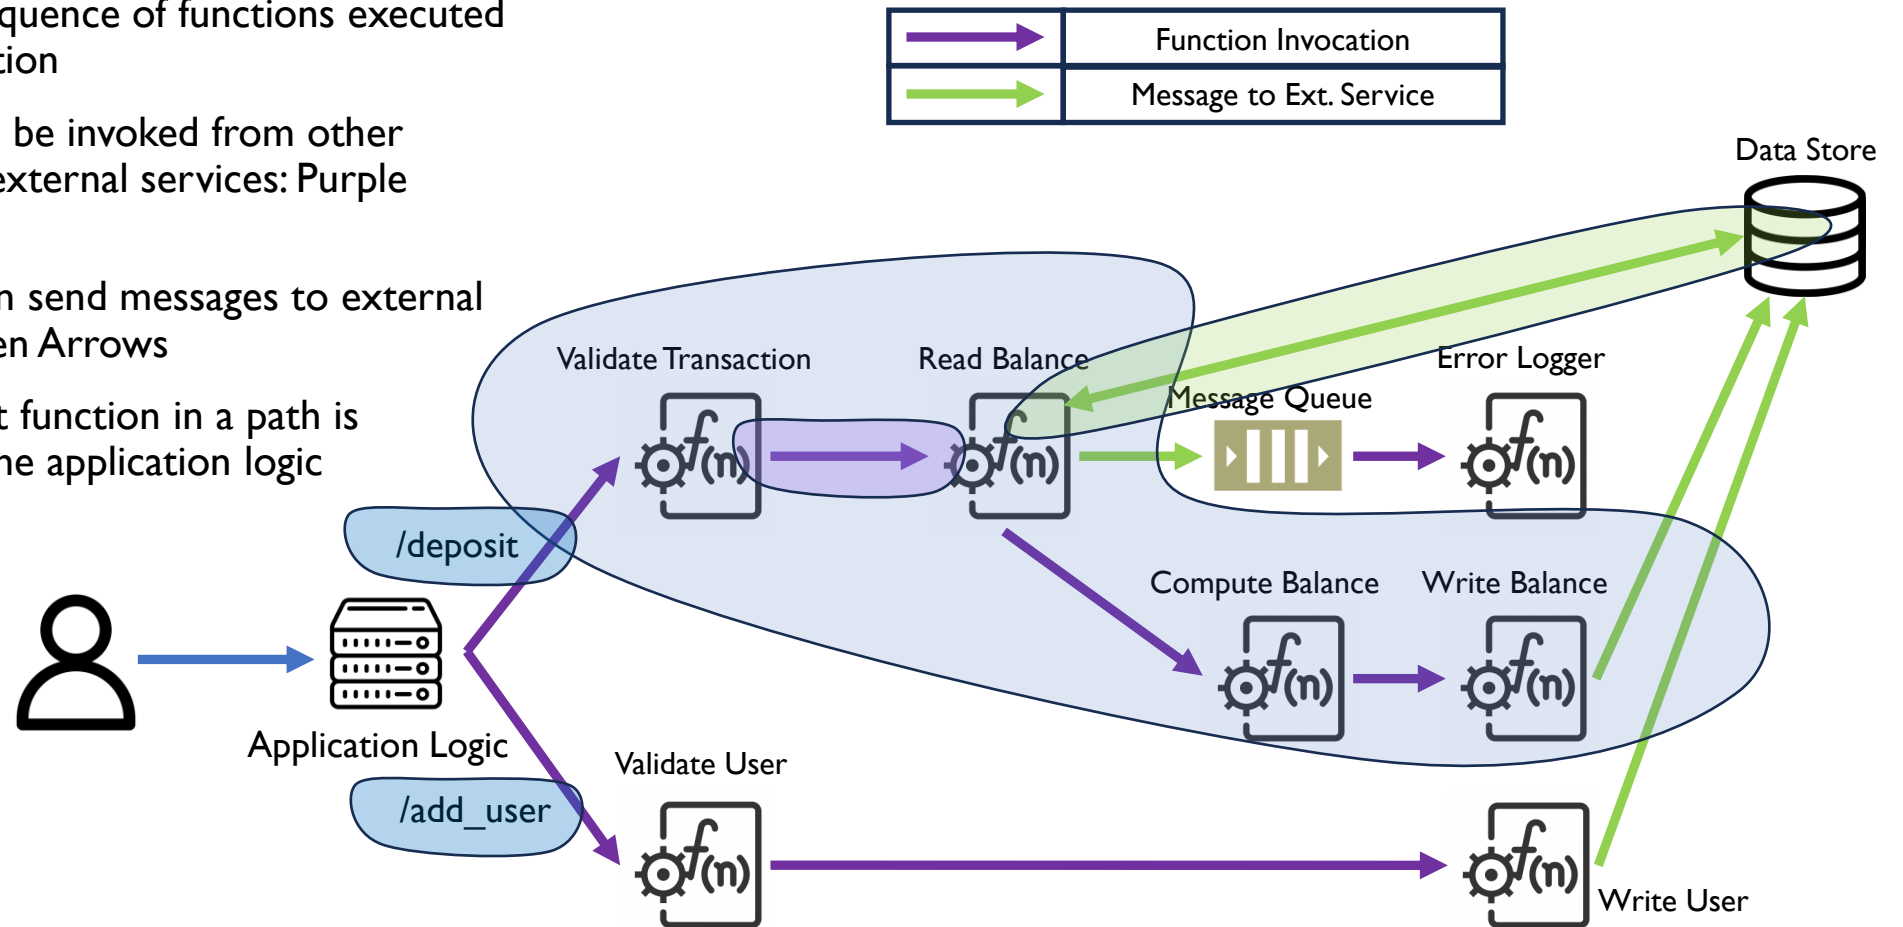 quence of functions executed
tion
be invoked from other
external services: Purple
n send messages to external
en Arrows
t function in a path is
he application logic
Function Invocation
Message to Ext. Service
Data Store
Validate Transaction
Read Balance
Error Logger
Message Queue
f(n)
f(n)
f(n)
/deposit
Compute Balance
Write Balance
f(n)
f(n)
Application Logic
/add_user
Validate User
f(n)
f(n)
Write User